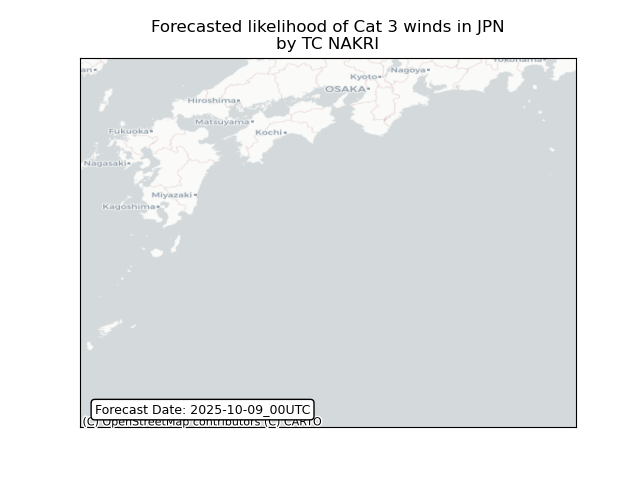 Forecasted likelihood of Cat 3 winds in JPN
by TC NAKRI
Yokohama
Nagoya
Kyoto
OSAKA
Hiroshima
Matsuyama
Kochi
Fukuoka
Nagasaki
Miyazaki
Kagoshima
Forecast Date: 2025-10-09_00UTC
(C) OpenStreetMap contributors (C) CARTO